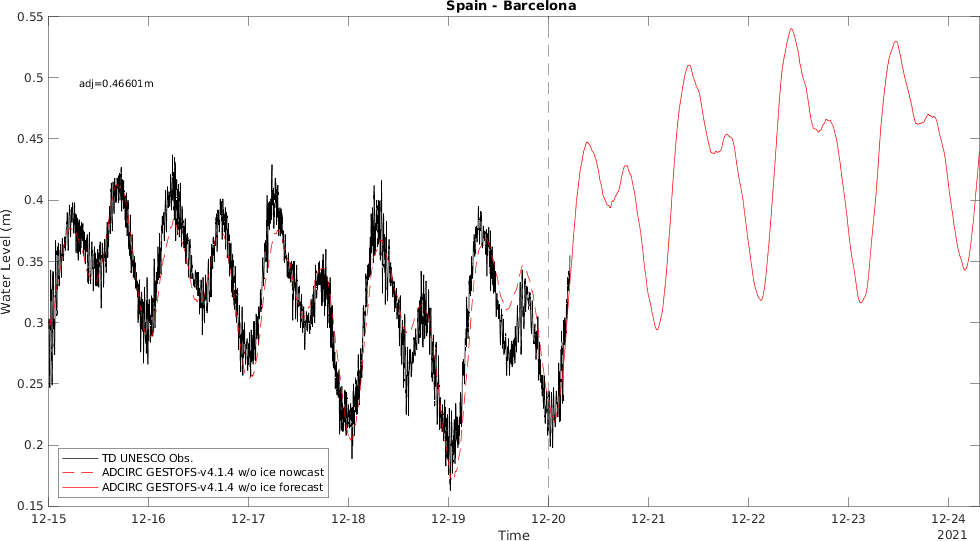 Spain - Barcelona
0.55
0.5
0.45
0.4
0.35
0.3
0.25
0.2
0.15
Water Level (m)
adj=0.46601m
TD UNESCO Obs.
ADCIRC GESTOFS-v4.1.4 w/o ice nowcast
ADCIRC GESTOFS-v4.1.4 w/o ice forecast
12-15 12-16 12-17 12-18 12-19 12-20 12-21 12-22 12-23 12-24
Time
2021